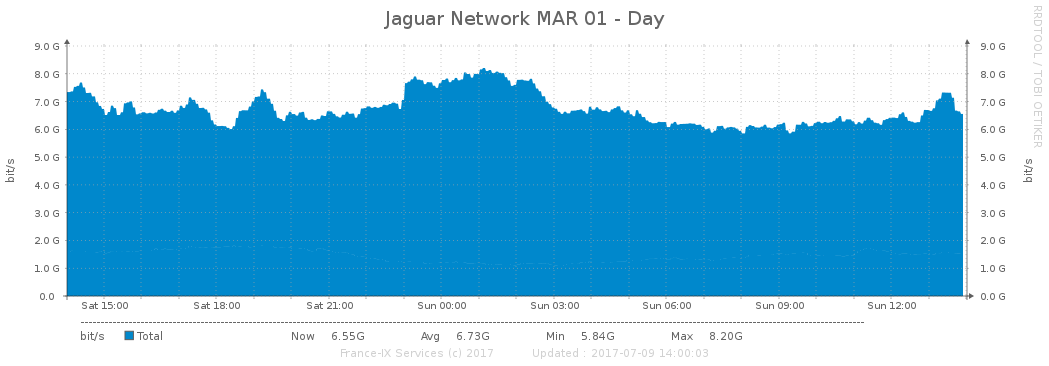 Jaguar Network MAR 01 - Day
RRDTOOL / TOBI OETIKER
bit/s
9.0 G
8.0 G
7.0 G
6.0 G
5.0 G
4.0 G
3.0 G
2.0 G
1.0 G
0.0
9.0 G
8.0 G
7.0 G
6.0 G
5.0 G
4.0 G
3.0 G
2.0 G
1.0 G
0.0 G
bit/s
Sat 15:00 Sat 18:00 Sat 21:00 Sun 00:00 Sun 03:00 Sun 06:00 Sun 09:00 Sun 12:00
bit/s Total Now 6.55G Avg 6.73G Min 5.84G Max 8.20G
France-IX Services (c) 2017 Updated : 2017-07-09 14:00:03